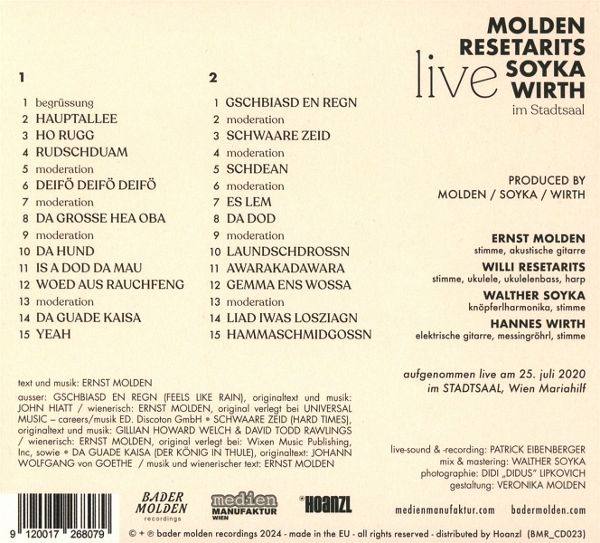 MOLDEN
RESETARITS
live SOYKA
WIRTH
im Stadtsaal
1
1 begrüssung
2 HAUPTALLEE
3 HO RUGG
4 RUDSCHDUAM
5 moderation
6 DEIFÖ DEIFÖ DEIFÖ
7 moderation
8 DA GROSSE HEA OBA
9 moderation
10 DA HUND
11 IS A DOD DA MAU
12 WOED AUS RAUCHFENG
13 moderation
14 DA GUADE KAISA
15 YEAH
2
1 GSCHBIASD EN REGN
2 moderation
3 SCHWAARE ZEID
4 moderation
5 SCHDEAN
6 moderation
7 ES LEM
8 DA DOD
9 moderation
10 LAUNDSCHDROSSN
11 AWARAKADAWARA
12 GEMMA ENS WOSSA
13 moderation
14 LIAD IWAS LOSZIAGN
15 HAMMASCHMIDGOSSN
PRODUCED BY
MOLDEN / SOYKA / WIRTH
ERNST MOLDEN
stimme, akustische gitarre
WILLI RESETARITS
stimme, ukulele, ukulelenbass, harp
WALTHER SOYKA
knöpferlharmonika, stimme
HANNES WIRTH
elektrische gitarre, messingröhrl, stimme
aufgenommen live am 25. juli 2020
im STADTSAAL, Wien Mariahilf
text und musik: ERNST MOLDEN
ausser: GSCHBIASD EN REGN (FEELS LIKE RAIN), originaltext und musik:
JOHN HIATT / wienerisch: ERNST MOLDEN, original verlegt bei UNIVERSAL
MUSIC – careers/musik ED. Discoton GmbH • SCHWAARE ZEID (HARD TIMES),
originaltext und musik: GILLIAN HOWARD WELCH & DAVID TODD RAWLINGS
/ wienerisch: ERNST MOLDEN, original verlegt bei: Wixen Music Publishing,
Inc, sowie • DA GUADE KAISA (DER KÖNIG IN THULE); originaltext: JOHANN
WOLFGANG von GOETHE / musik und wienerischer text: ERNST MOLDEN
live-sound & -recording: PATRICK EIBENBERGER
mix & mastering: WALTHER SOYKA
photographie: DIDI „DIDUS" LIPKOVICH
gestaltung: VERONIKA MOLDEN
9 120017 268079
BADER
MOLDEN
recordings
medien
MANUFAKTUR
WIEN
HOANZL
medienmanufaktur.com badermolden.com
© + ℗ bader molden recordings 2024 - made in the EU - all rights reserved - distributed by Hoanzl (BMR_CD023)